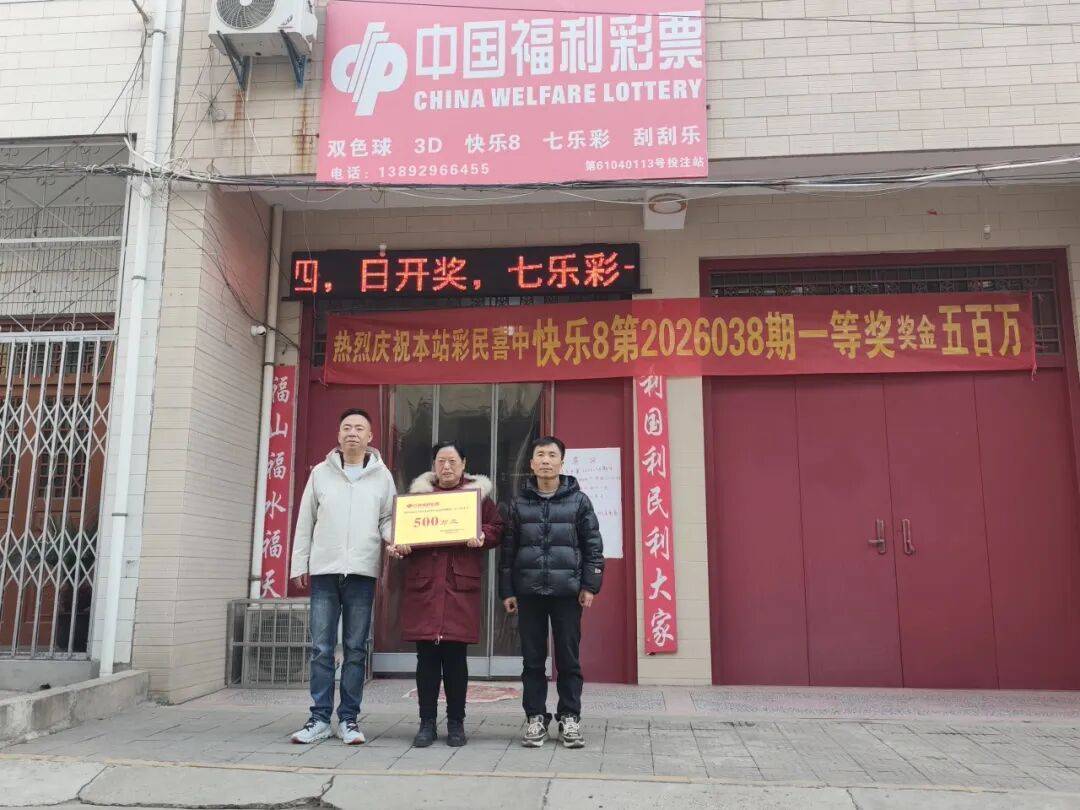 中国福利彩票
CHINA WELFARE LOTTERY
双色球 3D 快乐8 七乐彩 刮刮乐
电话：13892966455
第61040113号投注站
四，日开奖，七乐彩一
热烈庆祝本站彩民喜中快乐8第2026038期一等奖奖金五百万
福山福水福天
利国利民利大家
500万元